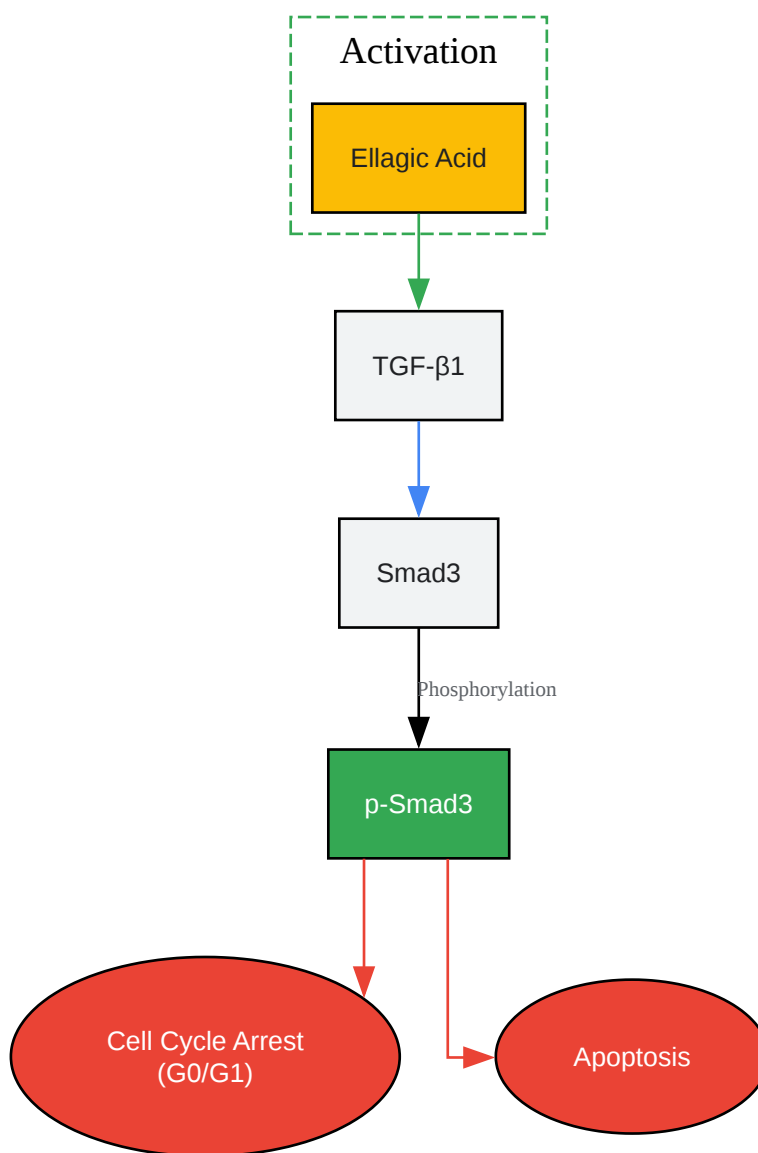 Activation
Ellagic Acid
TGF-β1
Smad3
Phosphorylation
p-Smad3
Cell Cycle Arrest
(G0/G1)
Apoptosis